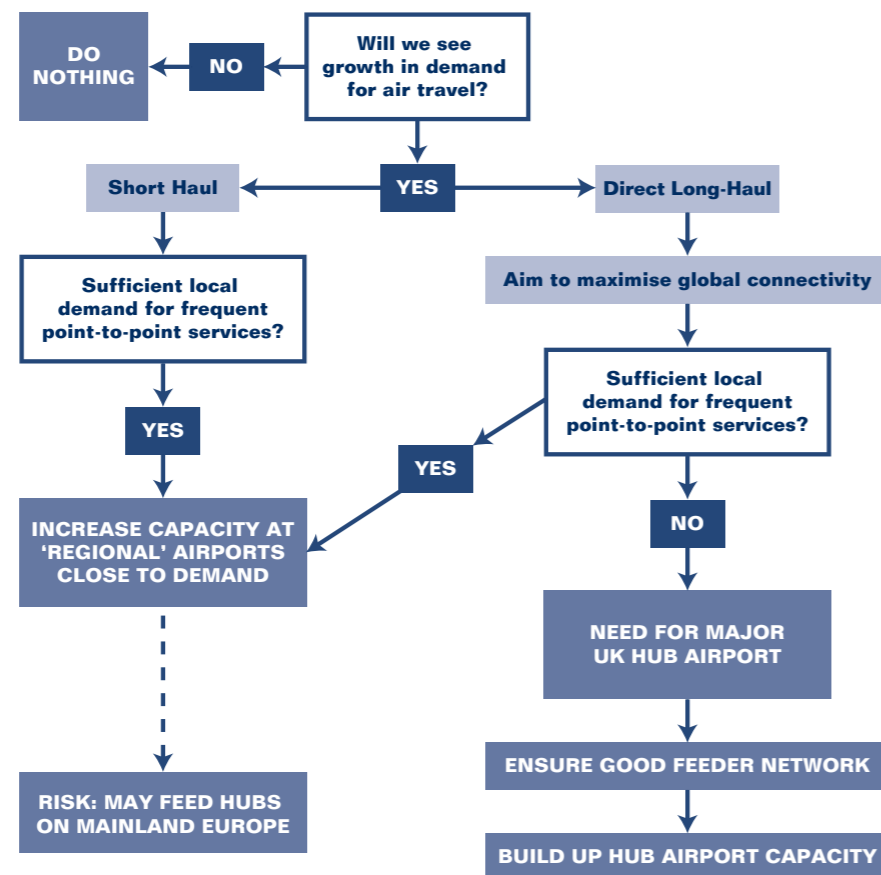 Will we see
growth in demand
for air travel?
NO
DO
NOTHING
YES
Short Haul
Direct Long-Haul
Sufficient local
demand for frequent
point-to-point services?
Aim to maximise global connectivity
YES
Sufficient local
demand for frequent
point-to-point services?
YES
NO
INCREASE CAPACITY AT
‘REGIONAL’ AIRPORTS
CLOSE TO DEMAND
NEED FOR MAJOR
UK HUB AIRPORT
RISK: MAY FEED HUBS
ON MAINLAND EUROPE
ENSURE GOOD FEEDER NETWORK
BUILD UP HUB AIRPORT CAPACITY